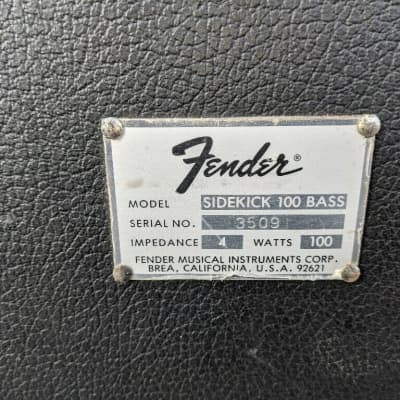 Fender®
MODEL SIDEKICK 100 BASS
SERIAL NO. 3509
IMPEDANCE 4 WATTS 100
FENDER MUSICAL INSTRUMENTS CORP.
BREA, CALIFORNIA, U.S.A. 92621